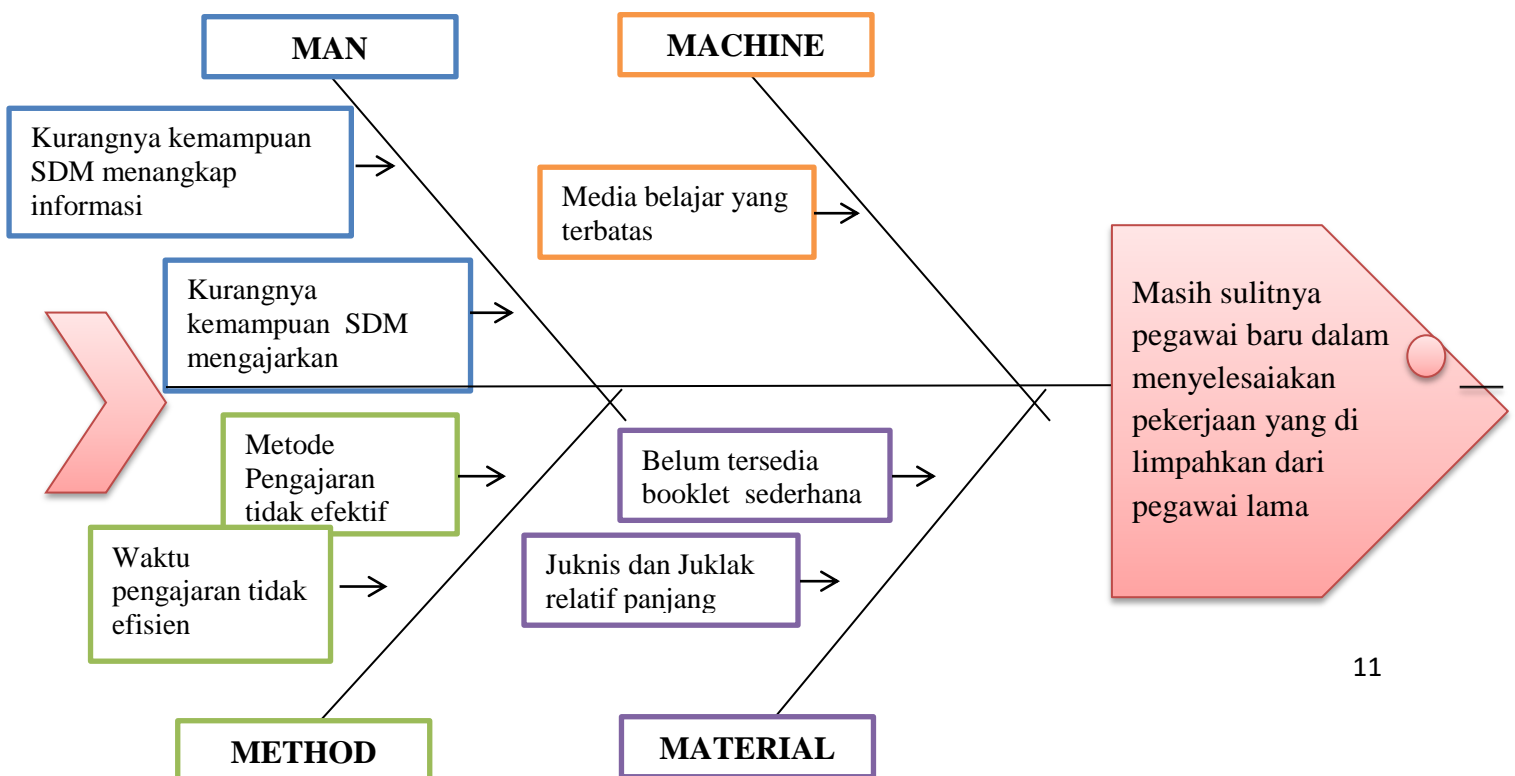 MAN
MACHINE
Kurangnya kemampuan
SDM menangkap
informasi
Media belajar yang
terbatas
Kurangnya
kemampuan SDM
mengajarkan
Masih sulitnya
pegawai baru dalam
menyelesaiakan
pekerjaan yang di
limpahkan dari
pegawai lama
Metode
Pengajaran
tidak efektif
Belum tersedia
booklet sederhana
Waktu
pengajaran tidak
efisien
Juknis dan Juklak
relatif panjang
11
METHOD
MATERIAL